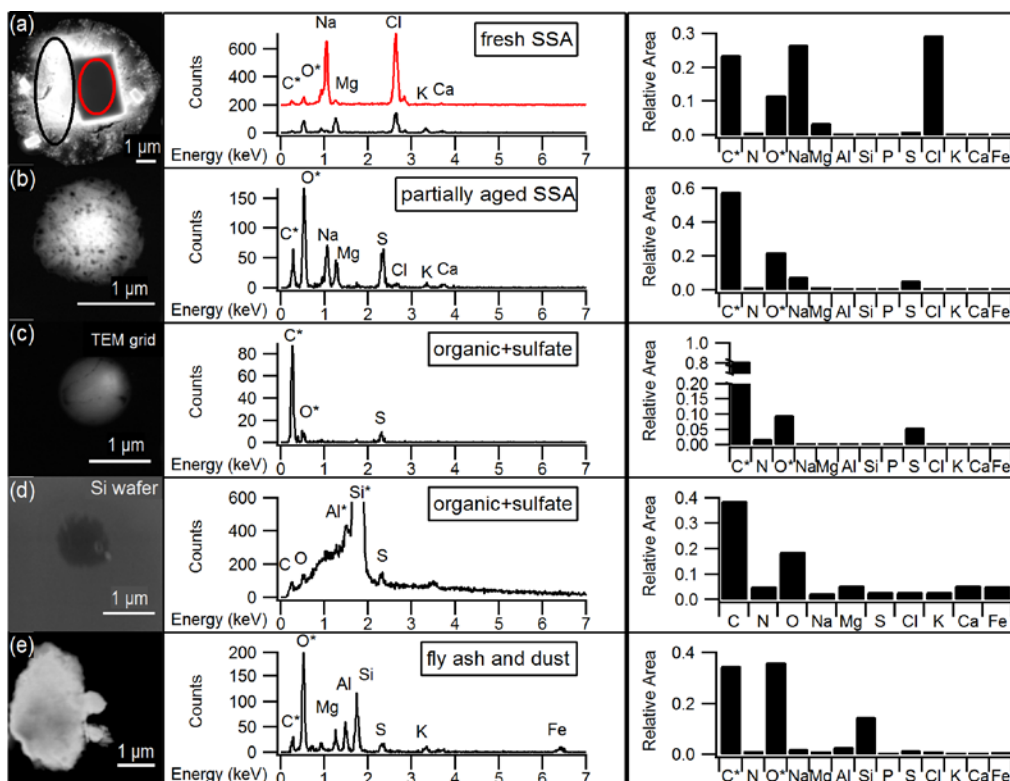 (a)
1 µm
Counts
600
400
200
0
C*
O*
Na
Mg
Cl
K
Ca
fresh SSA
Energy (keV)
0 1 2 3 4 5 6 7
Relative Area
0.3
0.2
0.1
0.0
C* N O* Na Mg Al Si P S Cl K Ca Fe
(b)
1 µm
Counts
150
100
50
0
C*
O*
Na
Mg
S
Cl
K
Ca
partially aged SSA
Energy (keV)
0 1 2 3 4 5 6 7
Relative Area
0.6
0.4
0.2
0.0
C* N O* Na Mg Al Si P S Cl K Ca Fe
(c)
TEM grid
1 µm
Counts
80
60
40
20
0
C*
O*
S
organic+sulfate
Energy (keV)
0 1 2 3 4 5 6 7
Relative Area
1.0
0.8
0.20
0.15
0.10
0.05
0.00
C* N O* Na Mg Al Si P S Cl K Ca Fe
(d)
Si wafer
1 µm
Counts
600
400
200
0
C
O
Al*
Si*
S
organic+sulfate
Energy (keV)
0 1 2 3 4 5 6 7
Relative Area
0.4
0.3
0.2
0.1
0.0
C N O Na Mg S Cl K Ca Fe
(e)
1 µm
Counts
200
150
100
50
0
C*
O*
Mg
Al
Si
S
K
Fe
fly ash and dust
Energy (keV)
0 1 2 3 4 5 6 7
Relative Area
0.4
0.2
0.0
C* N O* Na Mg Al Si P S Cl K Ca Fe